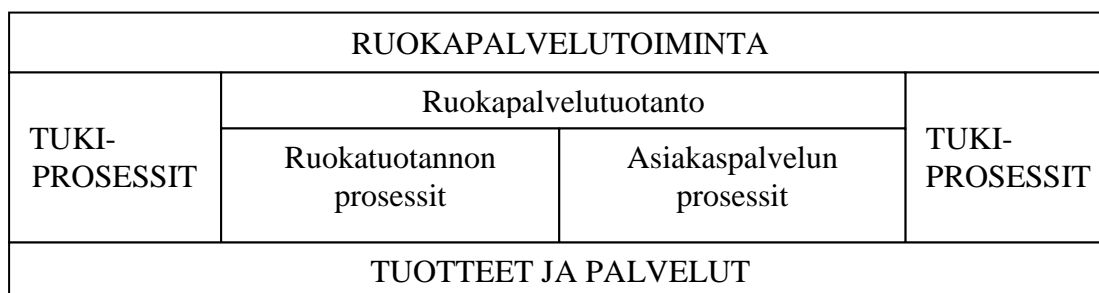 RUOKAPALVELUTOIMINTA
TUKI-
PROSESSIT
Ruokapalvelutuotanto
Ruokatuotannon
prosessit
Asiakaspalvelun
prosessit
TUKI-
PROSESSIT
TUOTTEET JA PALVELUT